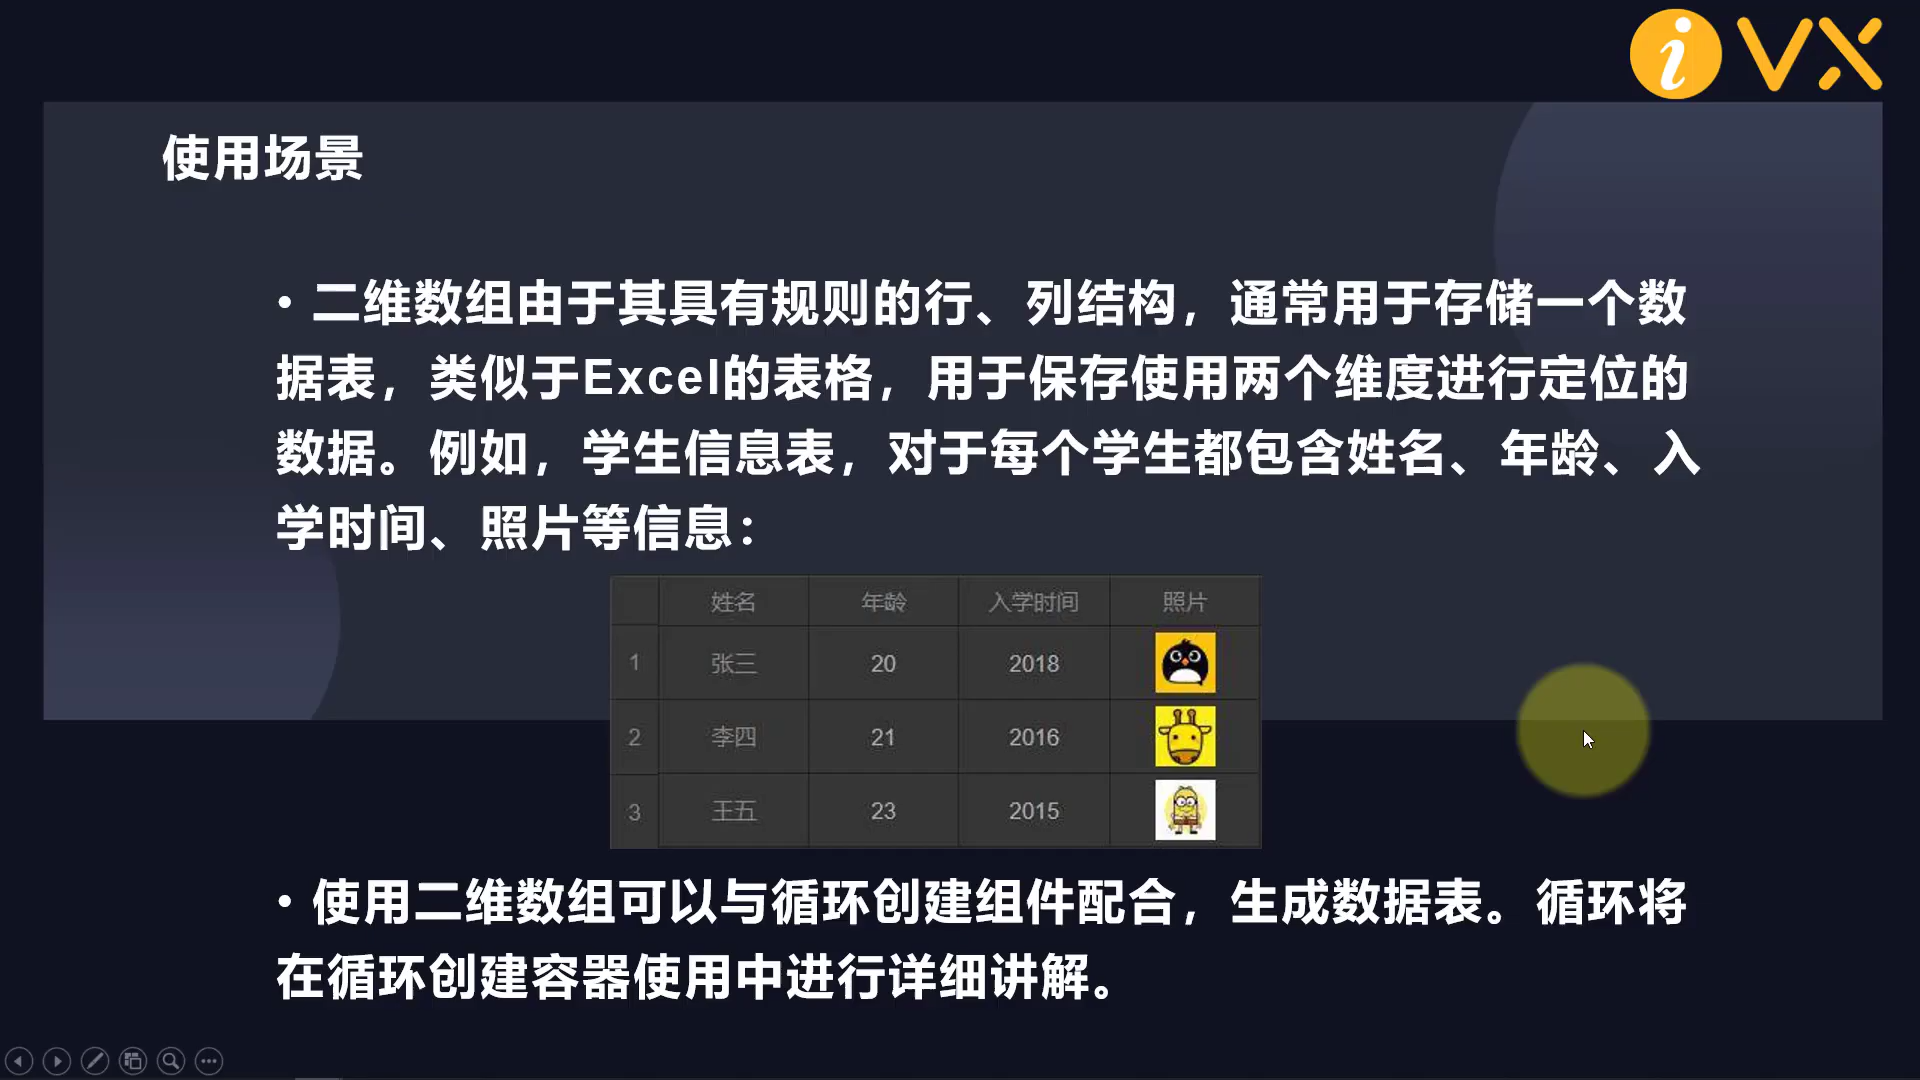 iVX
使用场景
• 二维数组由于其具有规则的行、列结构，通常用于存储一个数
据表，类似于Excel的表格，用于保存使用两个维度进行定位的
数据。例如，学生信息表，对于每个学生都包含姓名、年龄、入
学时间、照片等信息：
姓名 年龄 入学时间 照片
1 张三 20 2018
2 李四 21 2016
3 王五 23 2015
• 使用二维数组可以与循环创建组件配合，生成数据表。循环将
在循环创建容器使用中进行详细讲解。